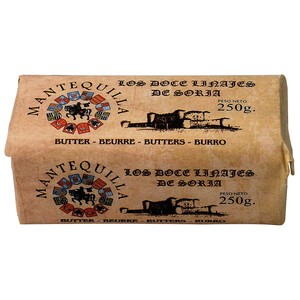 MANTEQUILLA
LOS DOCE LINAJES
DE SORIA
PESO NETO
250g.
BUTTER - BEURRE - BUTTERS - BURRO
MANTEQUILLA
LOS DOCE LINAJES
DE SORIA
PESO NETO
250g.
BUTTER - BEURRE - BUTTERS - BURRO